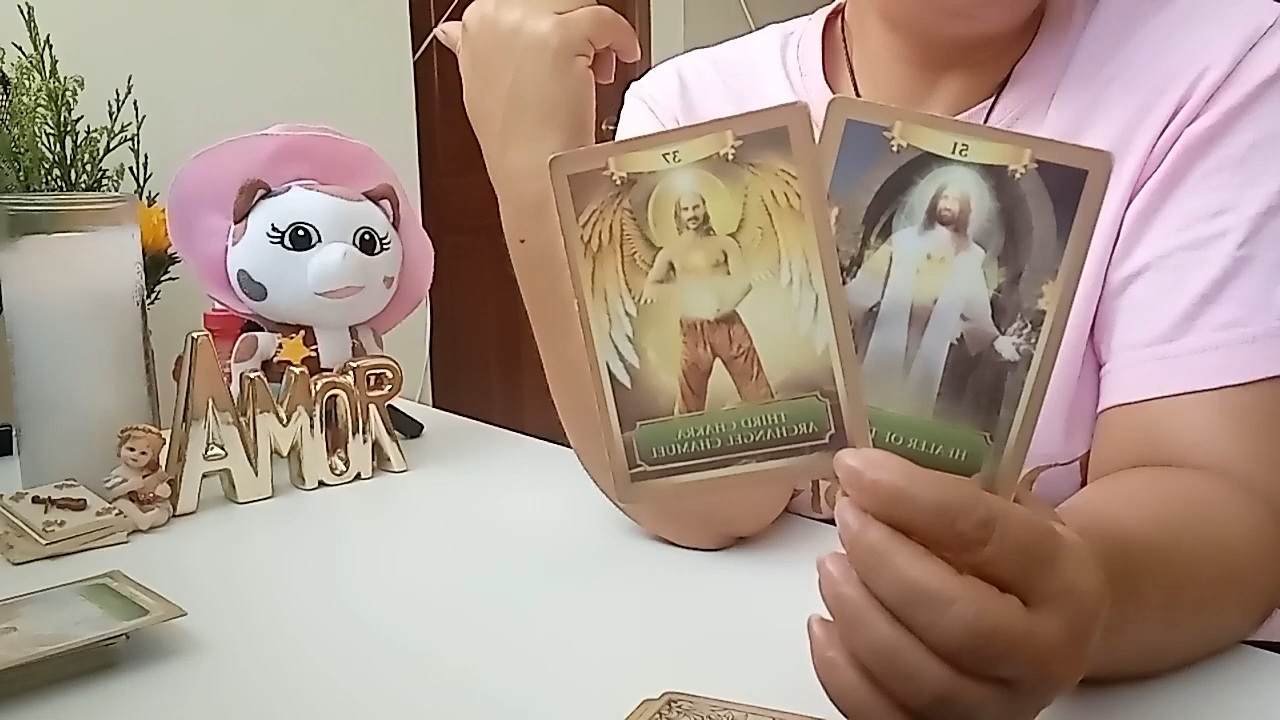 AMOR
37
THIRD CHAKRA
ARCHANGEL CHAMUEL
51
HEALER OF